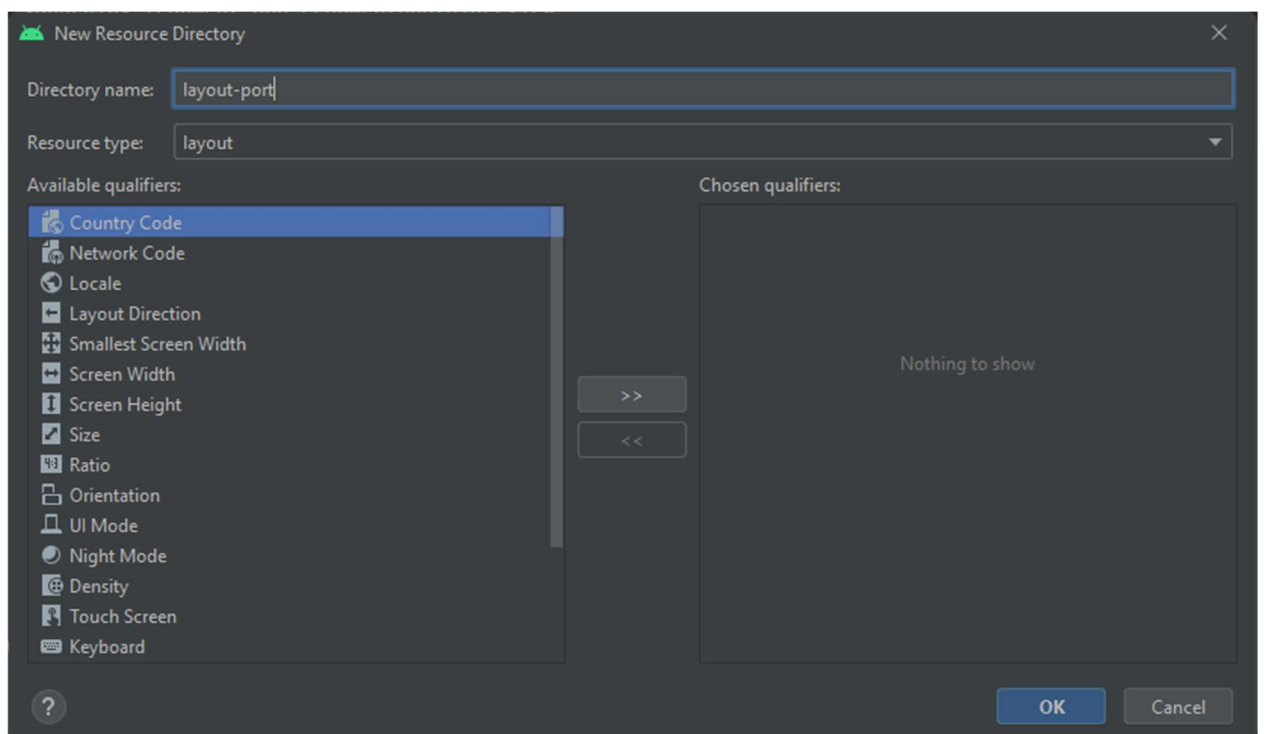 New Resource Directory
Directory name: layout-port
Resource type: layout
Available qualifiers:
Country Code
Network Code
Locale
Layout Direction
Smallest Screen Width
Screen Width
Screen Height
Size
Ratio
Orientation
UI Mode
Night Mode
Density
Touch Screen
Keyboard
>>
<<
Chosen qualifiers:
Nothing to show
?
OK Cancel